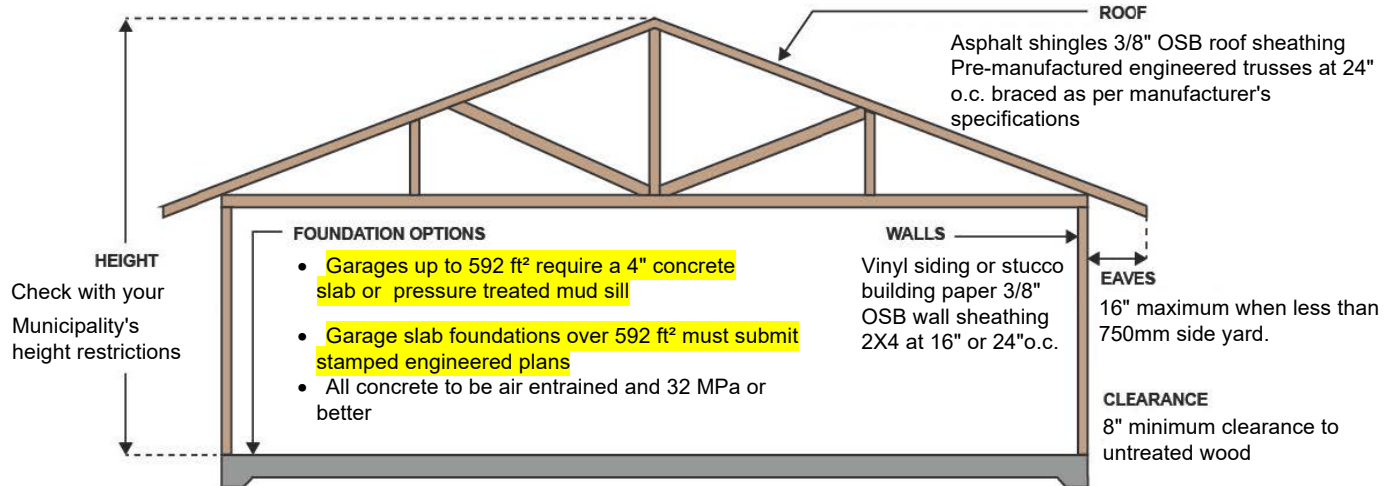 ROOF
Asphalt shingles 3/8" OSB roof sheathing
Pre-manufactured engineered trusses at 24"
o.c. braced as per manufacturer's
specifications
HEIGHT
Check with your
Municipality's
height restrictions
FOUNDATION OPTIONS
• Garages up to 592 ft² require a 4" concrete
slab or pressure treated mud sill
• Garage slab foundations over 592 ft² must submit
stamped engineered plans
• All concrete to be air entrained and 32 MPa or
better
WALLS
Vinyl siding or stucco
building paper 3/8"
OSB wall sheathing
2X4 at 16" or 24"o.c.
EAVES
16" maximum when less than
750mm side yard.
CLEARANCE
8" minimum clearance to
untreated wood